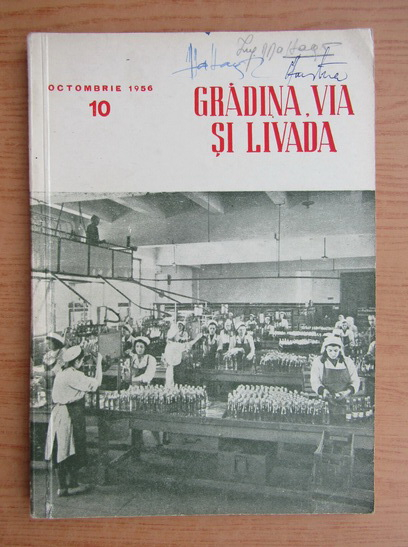 OCTOMBRIE 1956
10
GRĂDINA, VIA
ȘI LIVADA